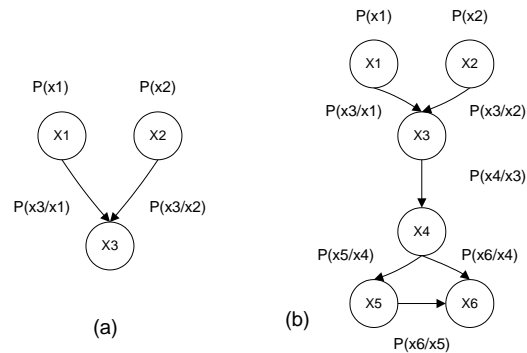 P(x1)
P(x2)
X1
X2
P(x3/x1)
P(x3/x2)
X3
(a)
P(x1)
P(x2)
X1
X2
P(x3/x1)
P(x3/x2)
X3
P(x4/x3)
X4
P(x5/x4)
P(x6/x4)
X5
X6
P(x6/x5)
(b)